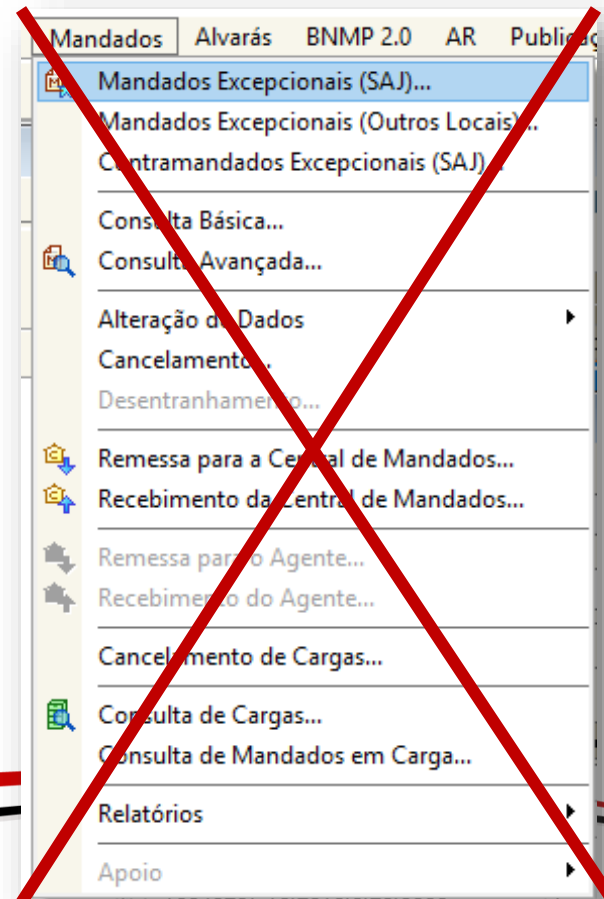 Mandados Alvarás BNMP 2.0 AR Publicaç
Mandados Excepcionais (SAJ)...
Mandados Excepcionais (Outros Locais)...
Contramandados Excepcionais (SAJ)...
Consulta Básica...
Consulta Avançada...
Alteração de Dados
Cancelamento...
Desentranhamento...
Remessa para a Central de Mandados...
Recebimento da Central de Mandados...
Remessa para o Agente...
Recebimento do Agente...
Cancelamento de Cargas...
Consulta de Cargas...
Consulta de Mandados em Carga...
Relatórios
Apoio